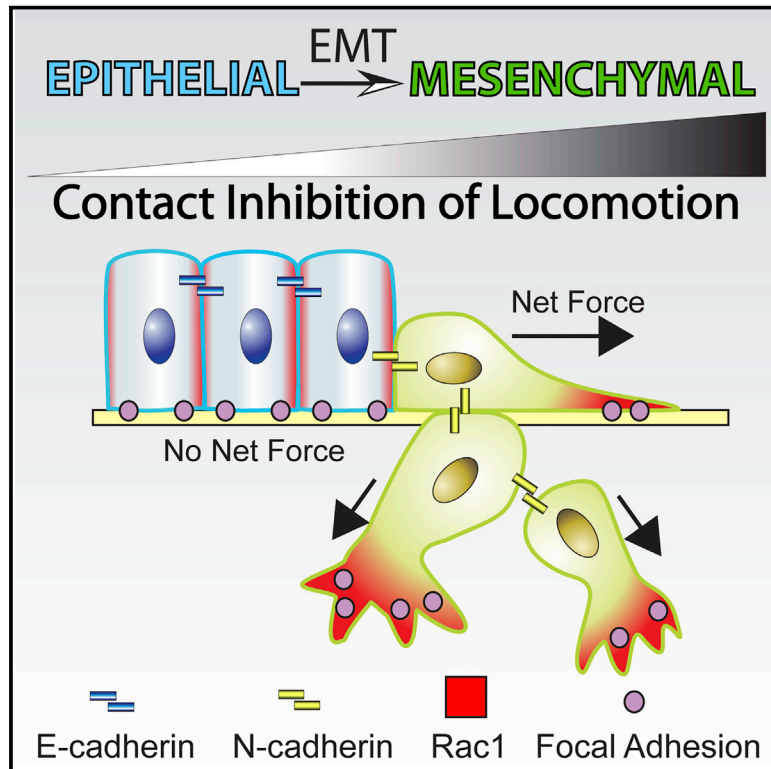 EMT
EPITHELIAL MESENCHYMAL
Contact Inhibition of Locomotion
Net Force
No Net Force
E-cadherin N-cadherin Rac1 Focal Adhesion